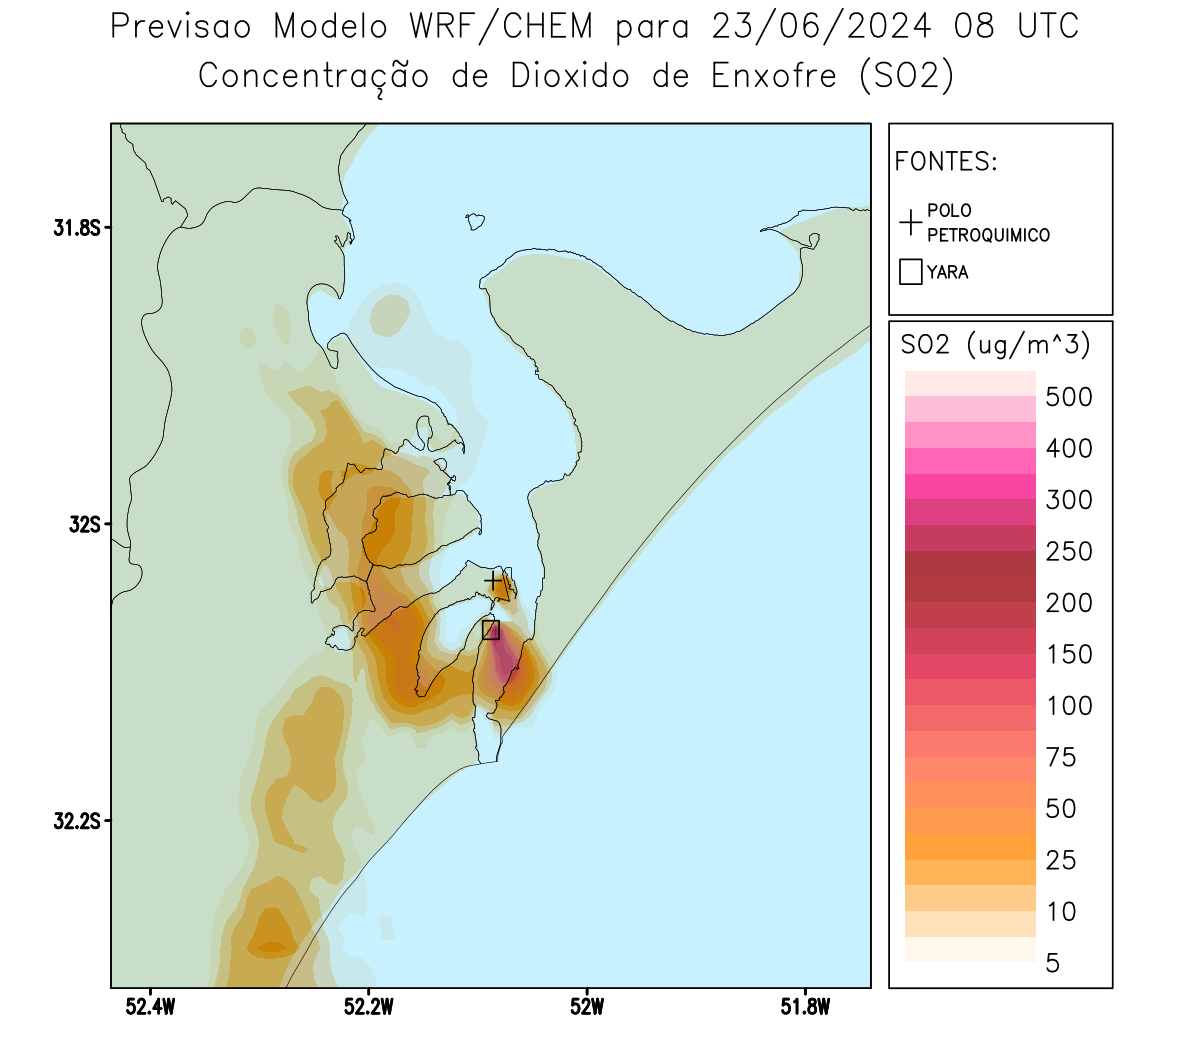 Previsao Modelo WRF/CHEM para 23/06/2024 08 UTC
Concentração de Dioxido de Enxofre (SO2)
FONTES:
POLO
PETROQUIMICO
YARA
31.8S
32S
32.2S
52.4W
52.2W
52W
51.8W
SO2 (ug/m^3)
500
400
300
250
200
150
100
75
50
25
10
5